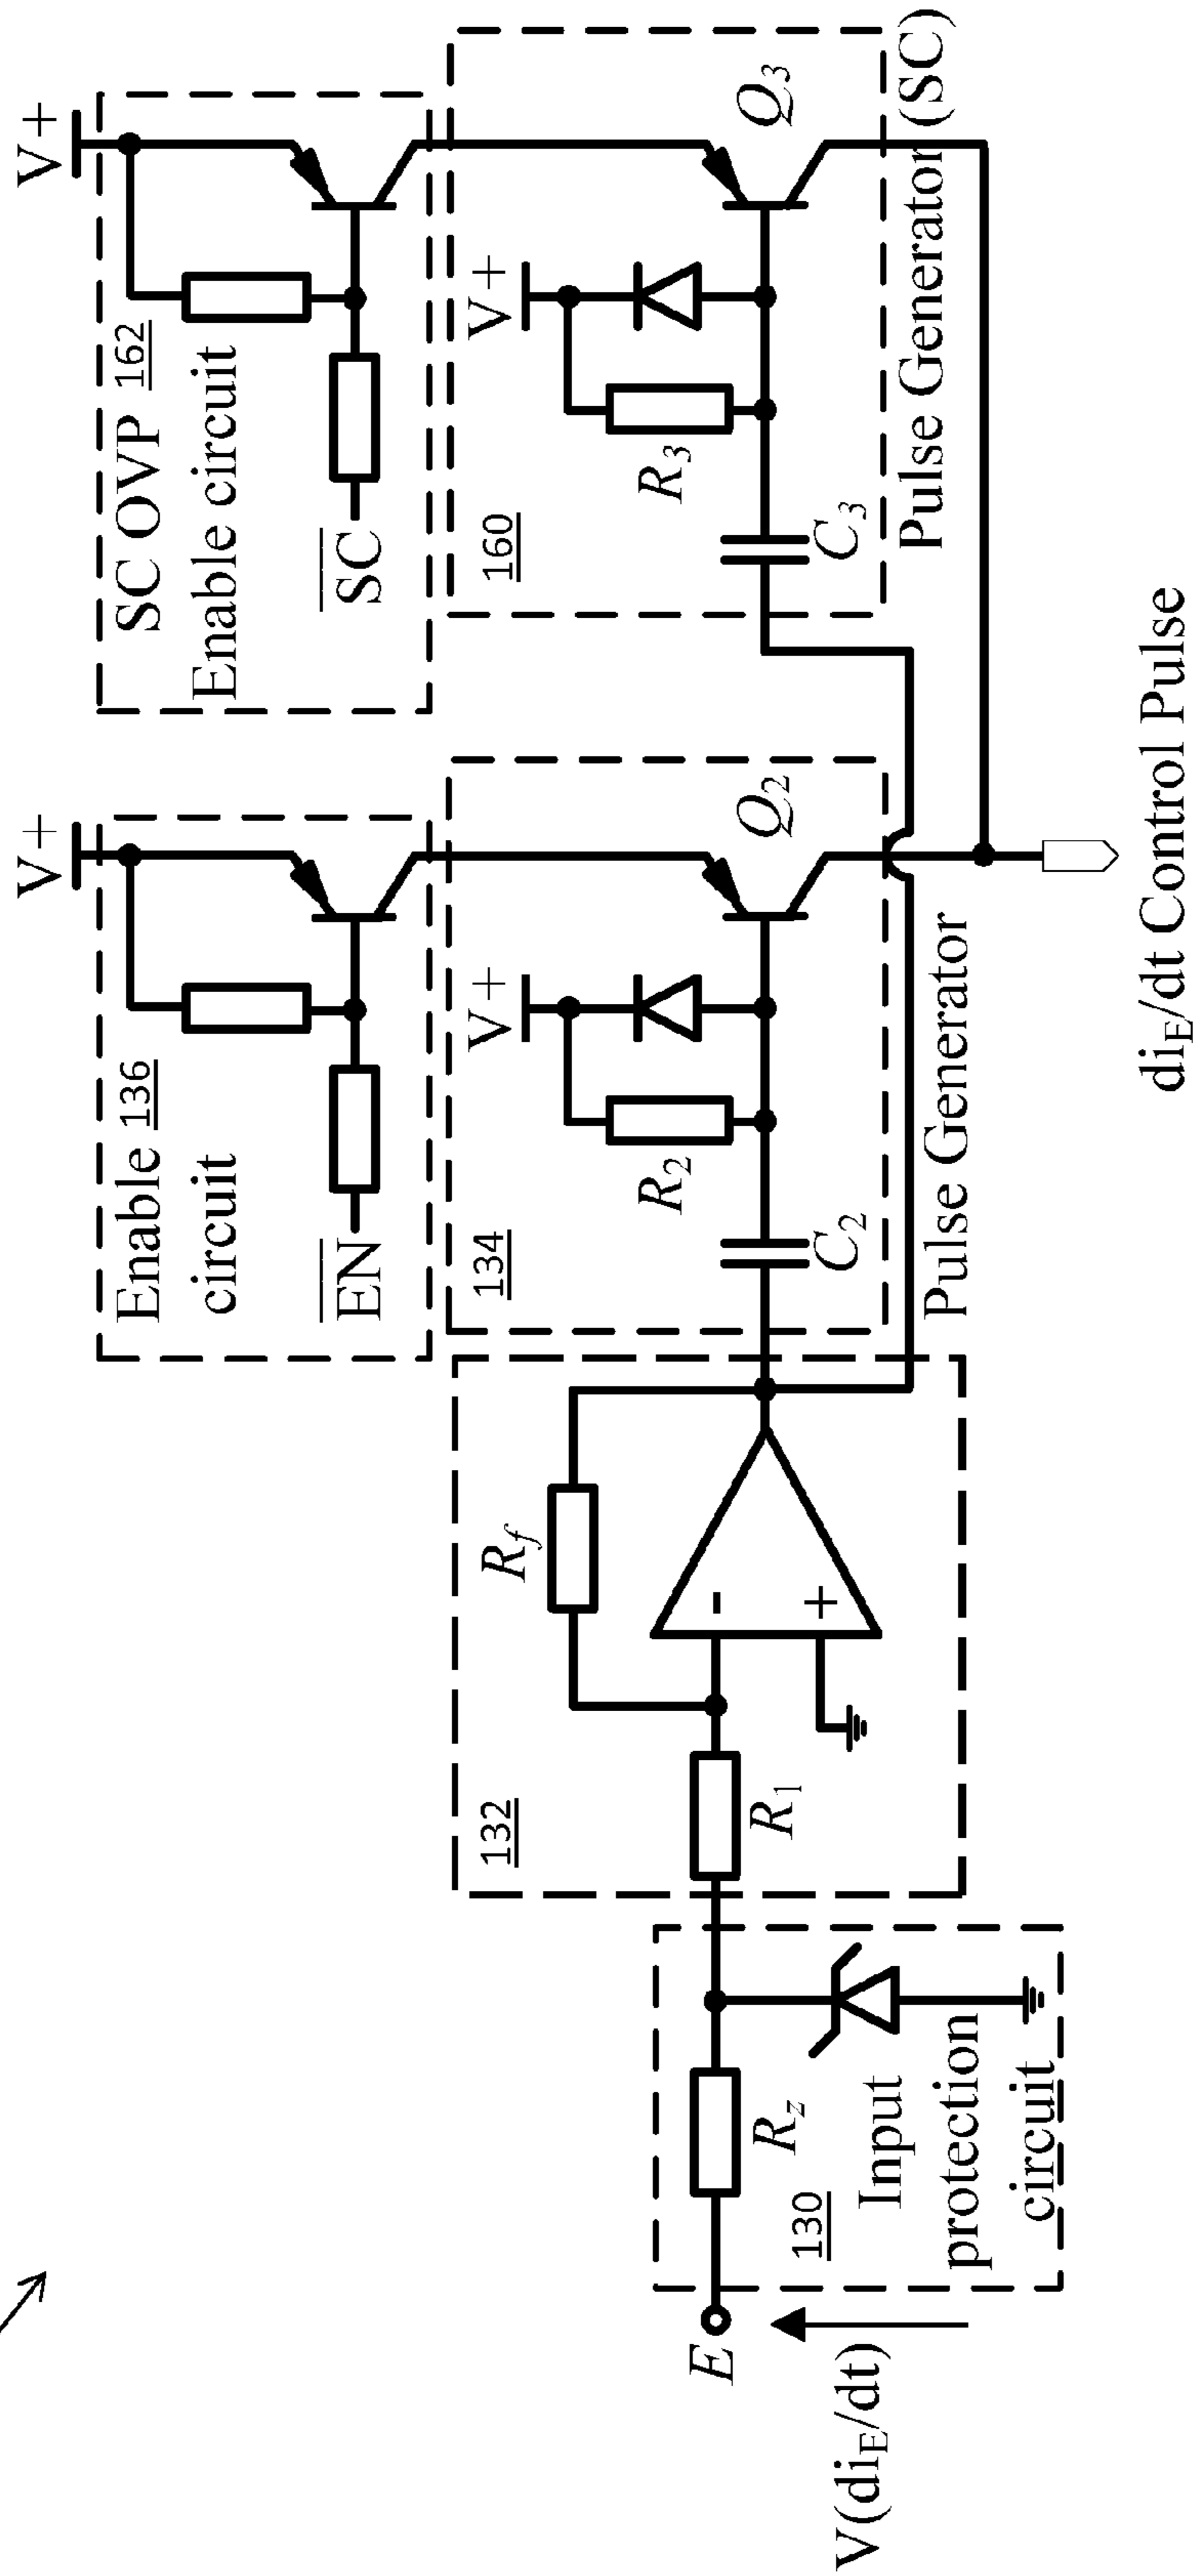 V+
SC OVP 162
Enable circuit
SC
V+
R3
160
C3
Q3
Pulse Generator (SC)
V+
Enable 136
circuit
EN
V+
R2
134
C2
Q2
Pulse Generator
Rf
-
+
132
R1
Rz
130
Input
protection
circuit
E
V(diE/dt)
diE/dt Control Pulse